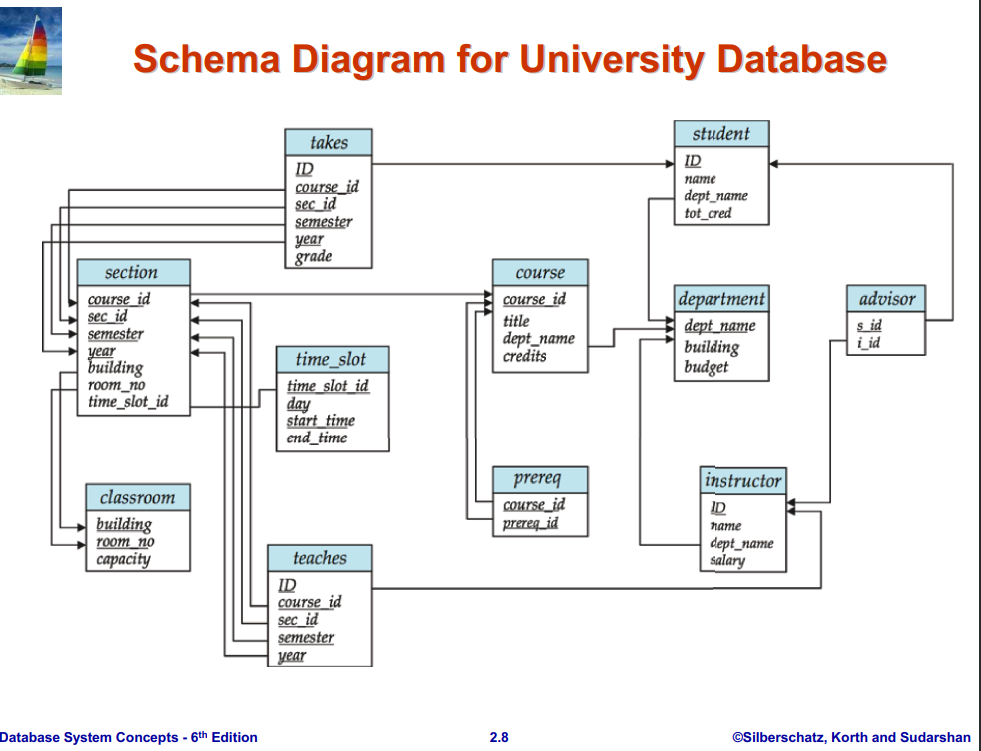 Schema Diagram for University Database
takes
ID
course_id
sec_id
semester
year
grade
student
ID
name
dept_name
tot_cred
section
course_id
sec_id
semester
year
building
room_no
time_slot_id
course
course_id
title
dept_name
credits
department
dept_name
building
budget
advisor
s_id
i_id
time_slot
time_slot_id
day
start_time
end_time
prereq
course_id
prereq_id
instructor
ID
name
dept_name
salary
classroom
building
room_no
capacity
teaches
ID
course_id
sec_id
semester
year
Database System Concepts - 6th Edition
2.8
©Silberschatz, Korth and Sudarshan